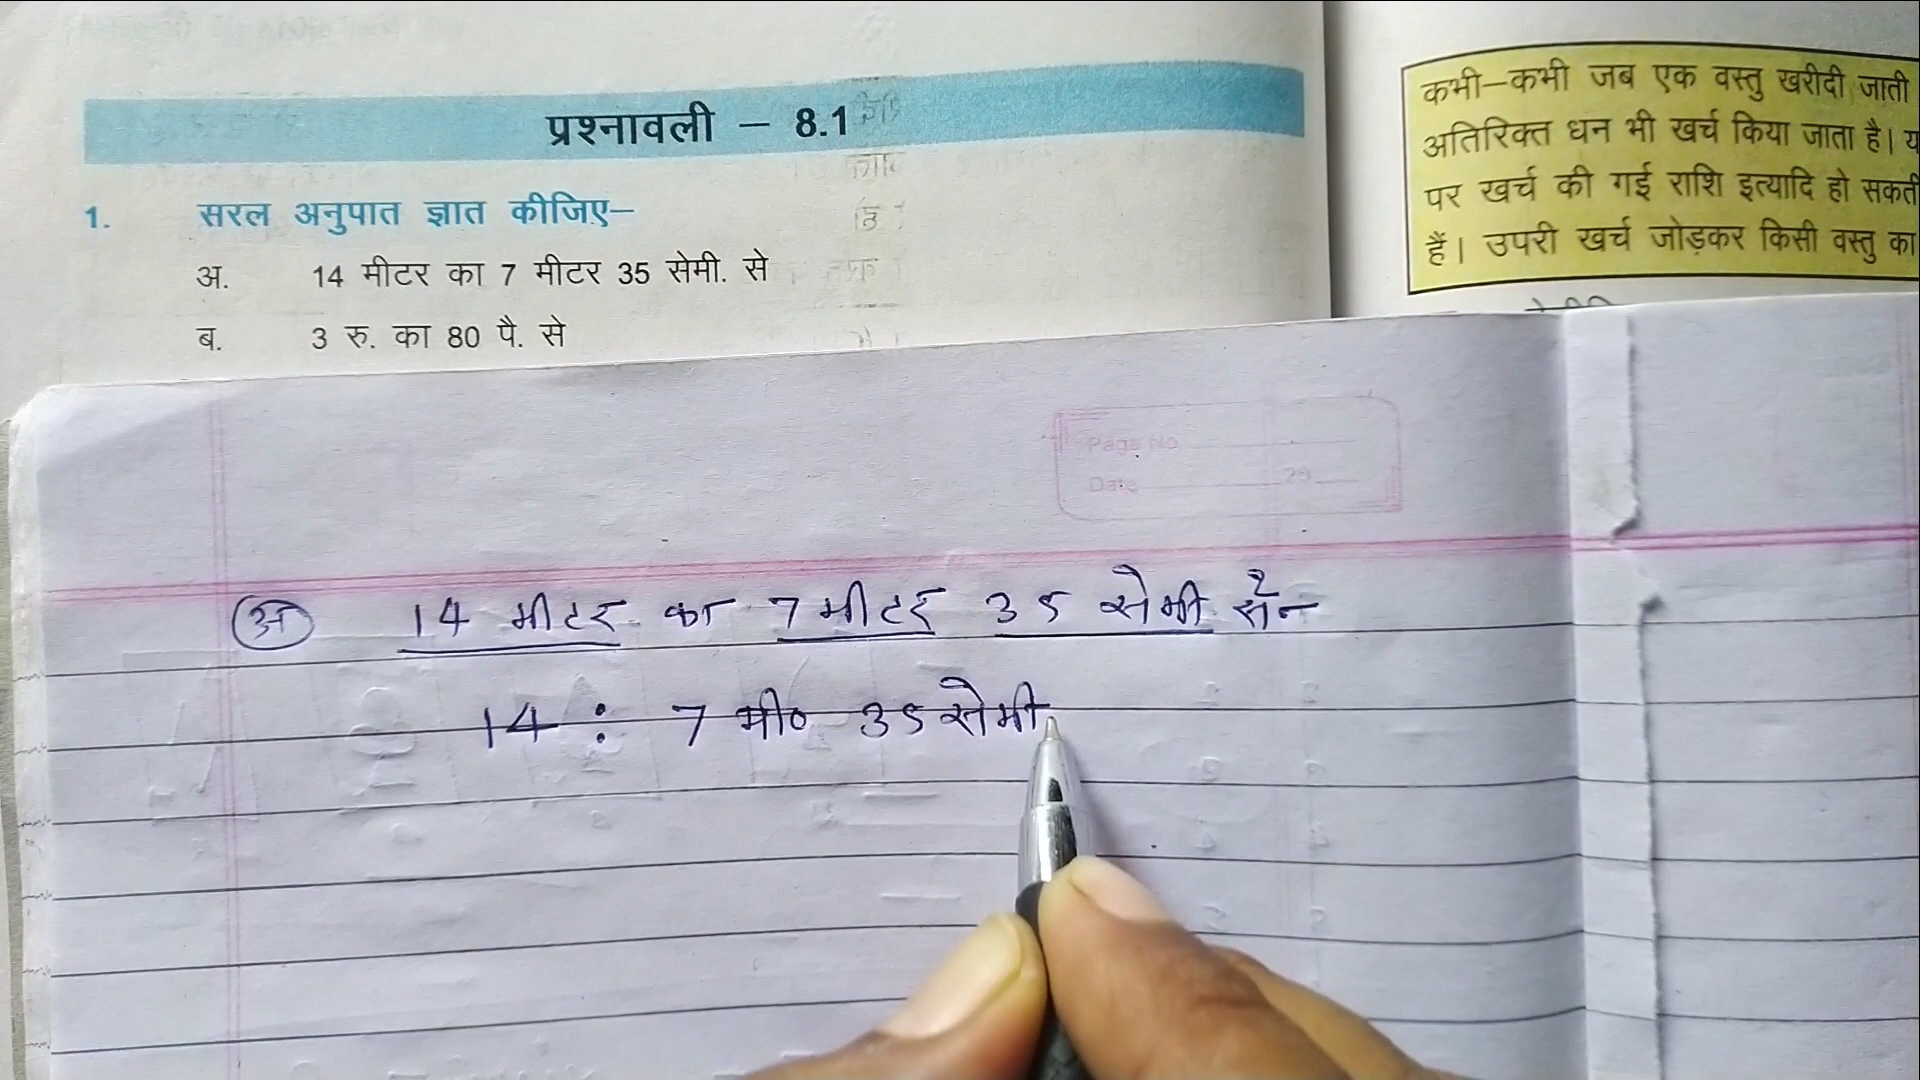 प्रश्नावली – 8.1
1. सरल अनुपात ज्ञात कीजिए–
अ. 14 मीटर का 7 मीटर 35 सेमी. से
ब. 3 रु. का 80 पै. से
कभी–कभी जब एक वस्तु खरीदी जाती
अतिरिक्त धन भी खर्च किया जाता है। य
पर खर्च की गई राशि इत्यादि हो सकती
हैं। उपरी खर्च जोड़कर किसी वस्तु का
Page No
Date 20
अ 14 मीटर का 7 मीटर 35 सेमी से –
14 : 7 मी० 35 सेमी